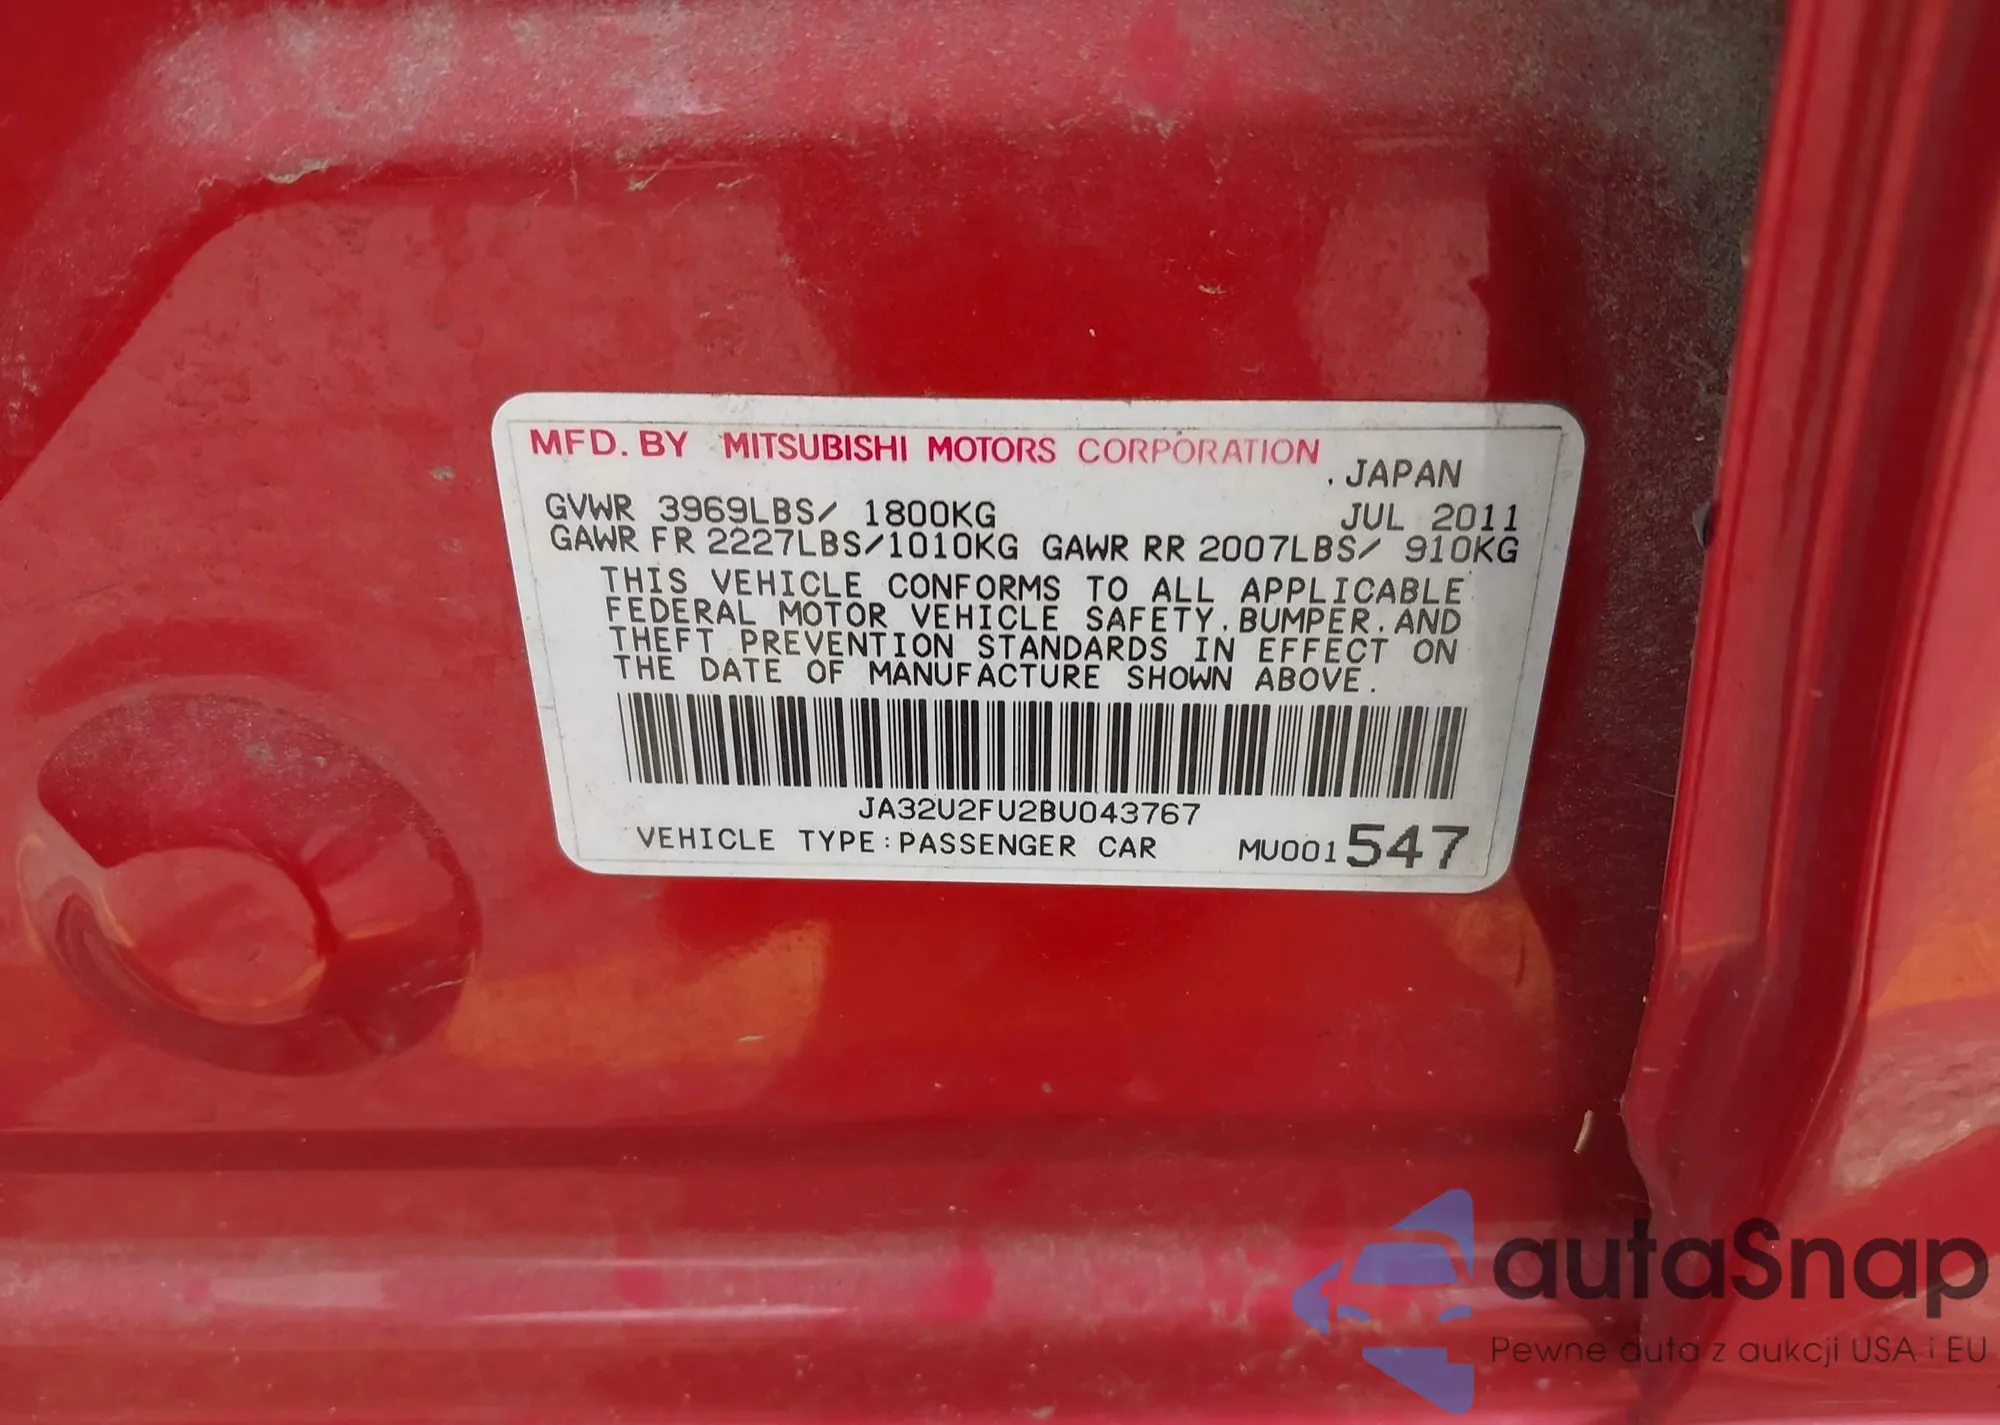 MFD. BY MITSUBISHI MOTORS CORPORATION
. JAPAN
GVWR 3969LBS/ 1800KG JUL 2011
GAWR FR 2227LBS/1010KG GAWR RR 2007LBS/ 910KG
THIS VEHICLE CONFORMS TO ALL APPLICABLE
FEDERAL MOTOR VEHICLE SAFETY, BUMPER, AND
THEFT PREVENTION STANDARDS IN EFFECT ON
THE DATE OF MANUFACTURE SHOWN ABOVE.
JA32U2FU2BU043767
VEHICLE TYPE:PASSENGER CAR MU001547
autaSnap
Pewne auta z aukcji USA i EU